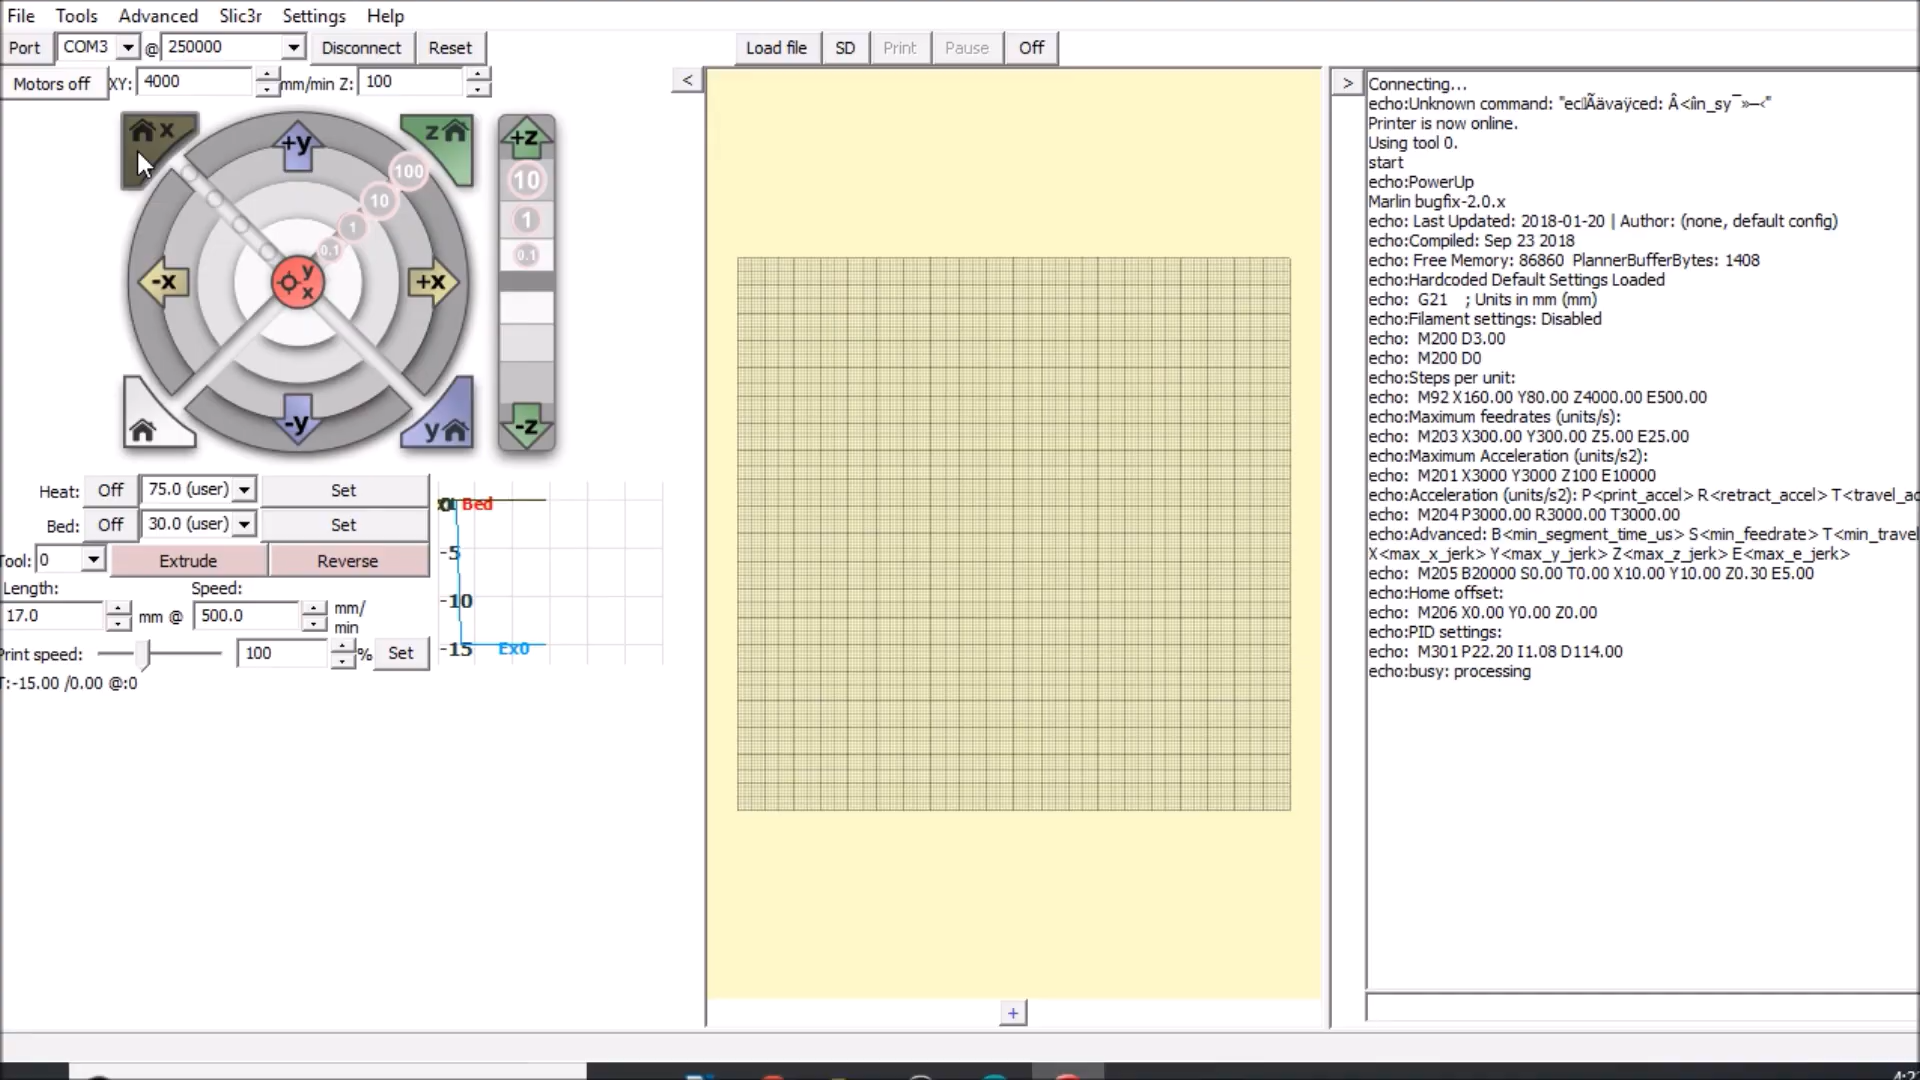 File Tools Advanced Slic3r Settings Help
Port COM3 @ 250000 Disconnect Reset Load file SD Print Pause Off
Motors off XY: 4000 mm/min Z: 100
< >
x z +y +z
100 10
10 1
1 0.1
0.1
-x y x +x
-y y -z
Heat: Off 75.0 (user) Set
Bed: Off 30.0 (user) Set
Tool: 0 Extrude Reverse
Length: Speed:
17.0 mm @ 500.0 mm/
min
Print speed: 100 % Set
T:-15.00 /0.00 @:0
Bed
-5
-10
-15 Ex0
+
Connecting...
echo:Unknown command:
Printer is now online.
Using tool 0.
start
echo:PowerUp
Marlin bugfix-2.0.x
echo: Last Updated: 2018-01-20 | Author: (none, default config)
echo:Compiled: Sep 23 2018
echo: Free Memory: 86860 PlannerBufferBytes: 1408
echo:Hardcoded Default Settings Loaded
echo: G21 ; Units in mm (mm)
echo:Filament settings: Disabled
echo: M200 D3.00
echo: M200 D0
echo:Steps per unit:
echo: M92 X160.00 Y80.00 Z4000.00 E500.00
echo:Maximum feedrates (units/s):
echo: M203 X300.00 Y300.00 Z5.00 E25.00
echo:Maximum Acceleration (units/s2):
echo: M201 X3000 Y3000 Z100 E10000
echo:Acceleration (units/s2): P<print_accel> R<retract_accel> T<travel_ac
echo: M204 P3000.00 R3000.00 T3000.00
echo:Advanced: B<min_segment_time_us> S<min_feedrate> T<min_travel
X<max_x_jerk> Y<max_y_jerk> Z<max_z_jerk> E<max_e_jerk>
echo: M205 B20000 S0.00 T0.00 X10.00 Y10.00 Z0.30 E5.00
echo:Home offset:
echo: M206 X0.00 Y0.00 Z0.00
echo:PID settings:
echo: M301 P22.20 I1.08 D114.00
echo:busy: processing